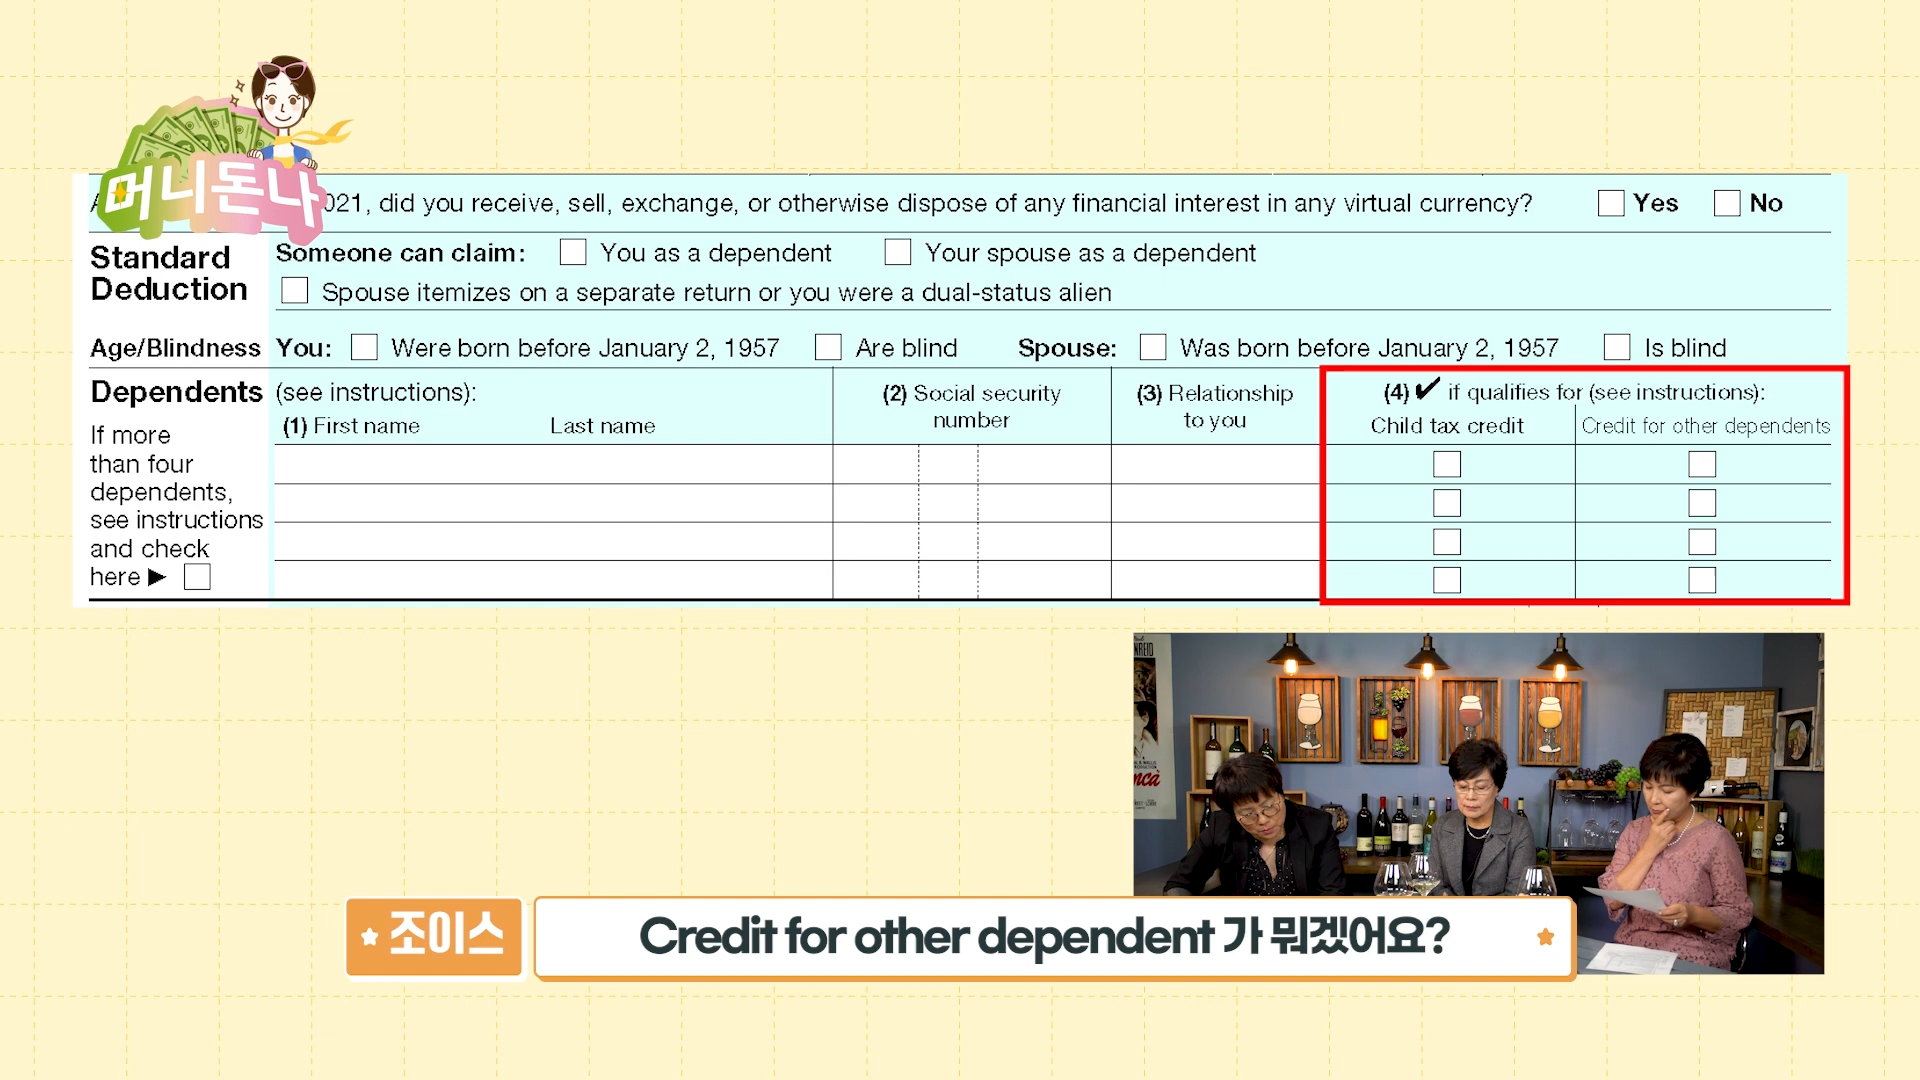 머니돈나
021, did you receive, sell, exchange, or otherwise dispose of any financial interest in any virtual currency? Yes No
Standard Deduction
Someone can claim: You as a dependent Your spouse as a dependent
Spouse itemizes on a separate return or you were a dual-status alien
Age/Blindness You: Were born before January 2, 1957 Are blind Spouse: Was born before January 2, 1957 Is blind
Dependents (see instructions):
(1) First name Last name
(2) Social security
number
(3) Relationship
to you
(4) ✔ if qualifies for (see instructions):
Child tax credit Credit for other dependents
If more
than four
dependents,
see instructions
and check
here ▶
조이스
Credit for other dependent 가 뭐겠어요?